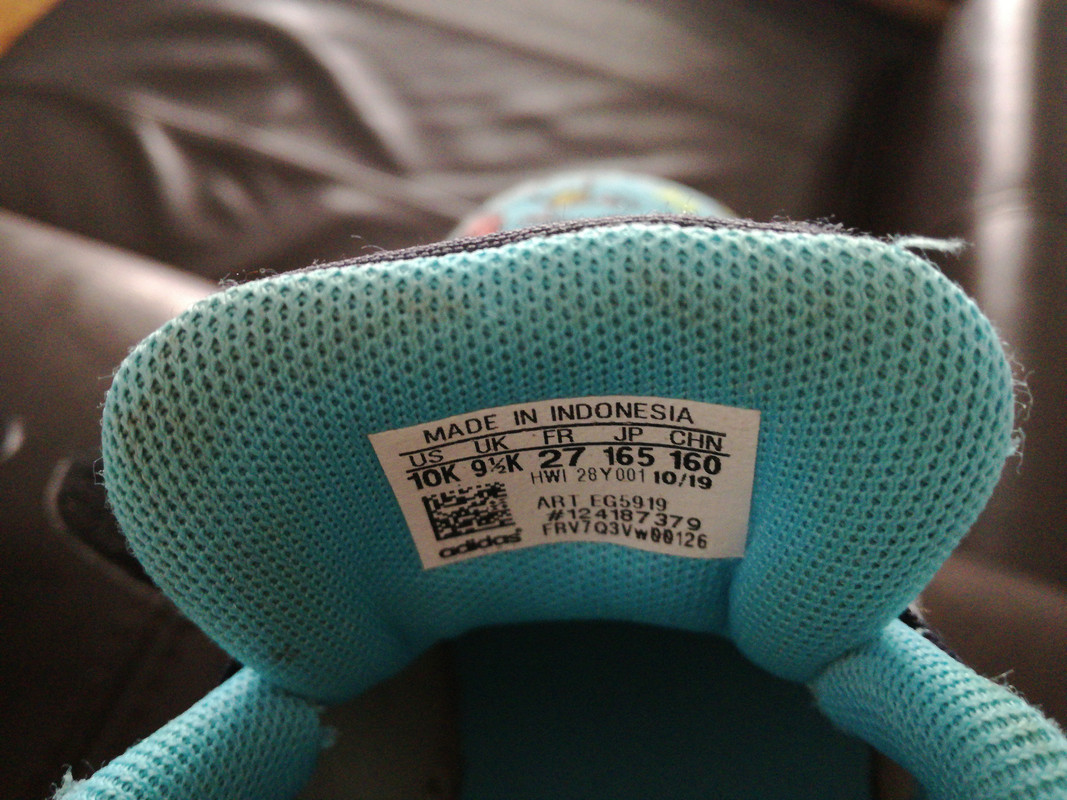 MADE IN INDONESIA
US UK FR JP CHN
10K 9½K 27 165 160
HWI 28Y001 10/19
ART EG5919
#124187379
FRV7Q3Vw00126
adidas